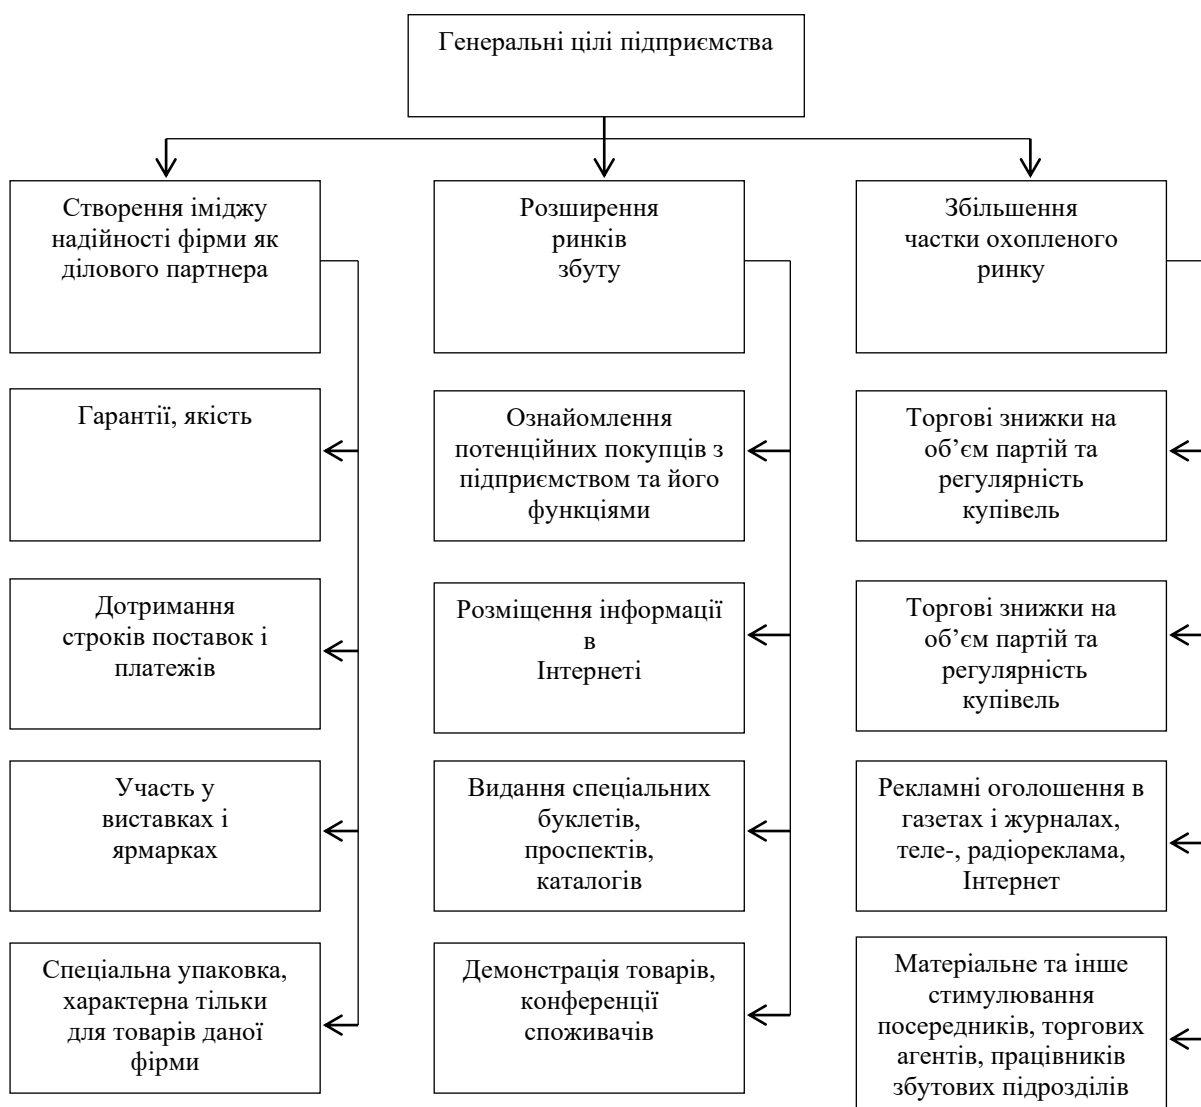 Генеральні цілі підприємства
Створення іміджу
надійності фірми як
ділового партнера
Гарантії, якість
Дотримання
строків поставок і
платежів
Участь у
виставках і
ярмарках
Спеціальна упаковка,
характерна тільки
для товарів даної
фірми
Розширення
ринків
збуту
Ознайомлення
потенційних покупців з
підприємством та його
функціями
Розміщення інформації
в
Інтернеті
Видання спеціальних
буклетів,
проспектів,
каталогів
Демонстрація товарів,
конференції
споживачів
Збільшення
частки охопленого
ринку
Торгові знижки на
об’єм партій та
регулярність
купівель
Торгові знижки на
об’єм партій та
регулярність
купівель
Рекламні оголошення в
газетах і журналах,
теле-, радіореклама,
Інтернет
Матеріальне та інше
стимулювання
посередників, торгових
агентів, працівників
збутових підрозділів